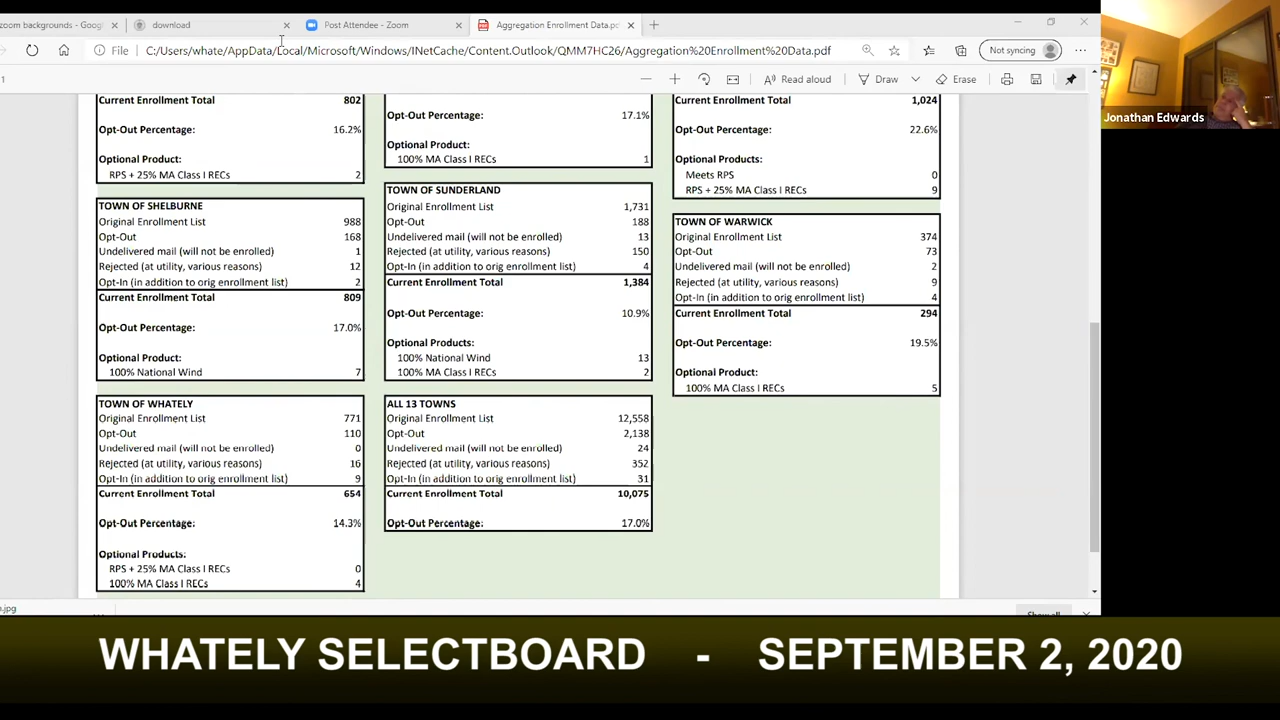 zoom backgrounds - Goog
download
Post Attendee - Zoom
Aggregation Enrollment Data.pdf
File
C:/Users/whate/AppData/Local/Microsoft/Windows/INetCache/Content.Outlook/QMM7HC26/Aggregation%20Enrollment%20Data.pdf
Not syncing
1
Read aloud
Draw
Erase
Jonathan Edwards
Current Enrollment Total 802
Opt-Out Percentage: 16.2%
Optional Product:
RPS + 25% MA Class I RECs 2
TOWN OF SHELBURNE
Original Enrollment List 988
Opt-Out 168
Undelivered mail (will not be enrolled) 1
Rejected (at utility, various reasons) 12
Opt-In (in addition to orig enrollment list) 2
Current Enrollment Total 809
Opt-Out Percentage: 17.0%
Optional Product:
100% National Wind 7
TOWN OF WHATELY
Original Enrollment List 771
Opt-Out 110
Undelivered mail (will not be enrolled) 0
Rejected (at utility, various reasons) 16
Opt-In (in addition to orig enrollment list) 9
Current Enrollment Total 654
Opt-Out Percentage: 14.3%
Optional Products:
RPS + 25% MA Class I RECs 0
100% MA Class I RECs 4
Opt-Out Percentage: 17.1%
Optional Product:
100% MA Class I RECs 1
TOWN OF SUNDERLAND
Original Enrollment List 1,731
Opt-Out 188
Undelivered mail (will not be enrolled) 13
Rejected (at utility, various reasons) 150
Opt-In (in addition to orig enrollment list) 4
Current Enrollment Total 1,384
Opt-Out Percentage: 10.9%
Optional Products:
100% National Wind 13
100% MA Class I RECs 2
ALL 13 TOWNS
Original Enrollment List 12,558
Opt-Out 2,138
Undelivered mail (will not be enrolled) 24
Rejected (at utility, various reasons) 352
Opt-In (in addition to orig enrollment list) 31
Current Enrollment Total 10,075
Opt-Out Percentage: 17.0%
Current Enrollment Total 1,024
Opt-Out Percentage: 22.6%
Optional Products:
Meets RPS 0
RPS + 25% MA Class I RECs 9
TOWN OF WARWICK
Original Enrollment List 374
Opt-Out 73
Undelivered mail (will not be enrolled) 2
Rejected (at utility, various reasons) 9
Opt-In (in addition to orig enrollment list) 4
Current Enrollment Total 294
Opt-Out Percentage: 19.5%
Optional Product:
100% MA Class I RECs 5
.jpg
Show all
WHATELY SELECTBOARD - SEPTEMBER 2, 2020